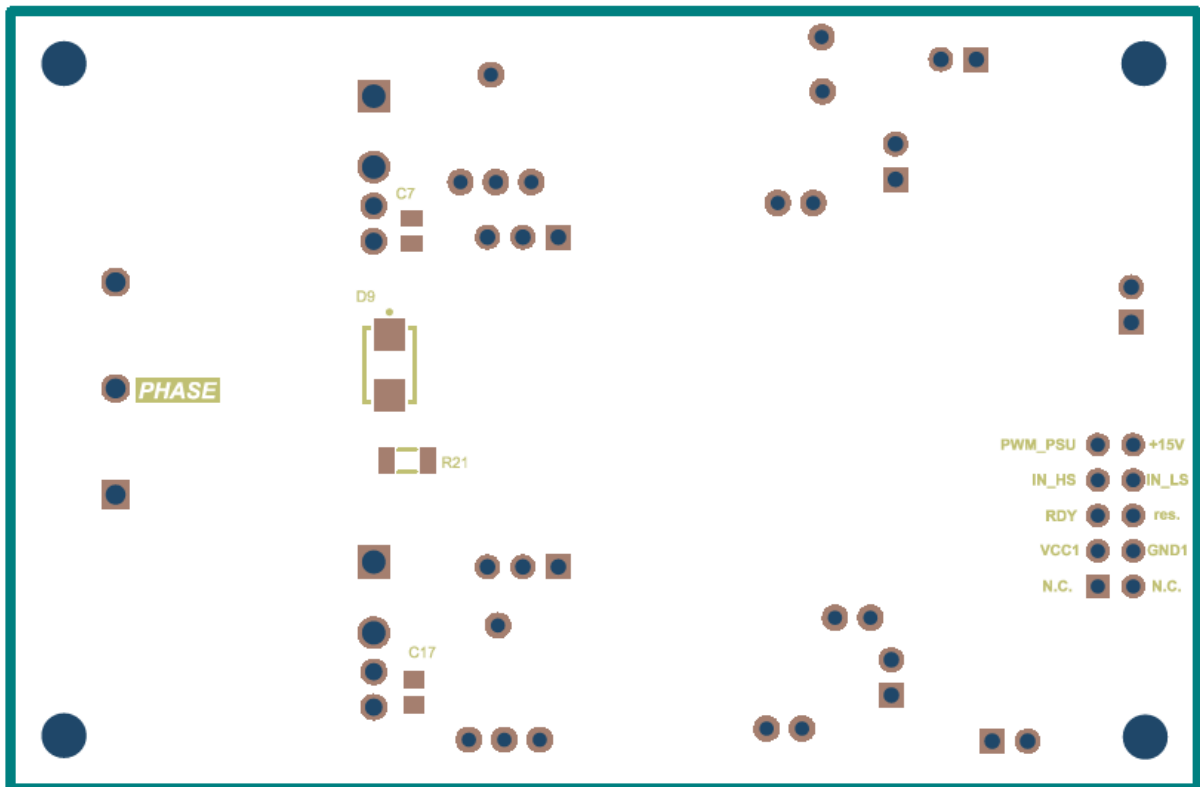 C7
D9
PHASE
PWM_PSU +15V
R21
IN_HS IN_LS
RDY res.
VCC1 GND1
N.C. N.C.
C17